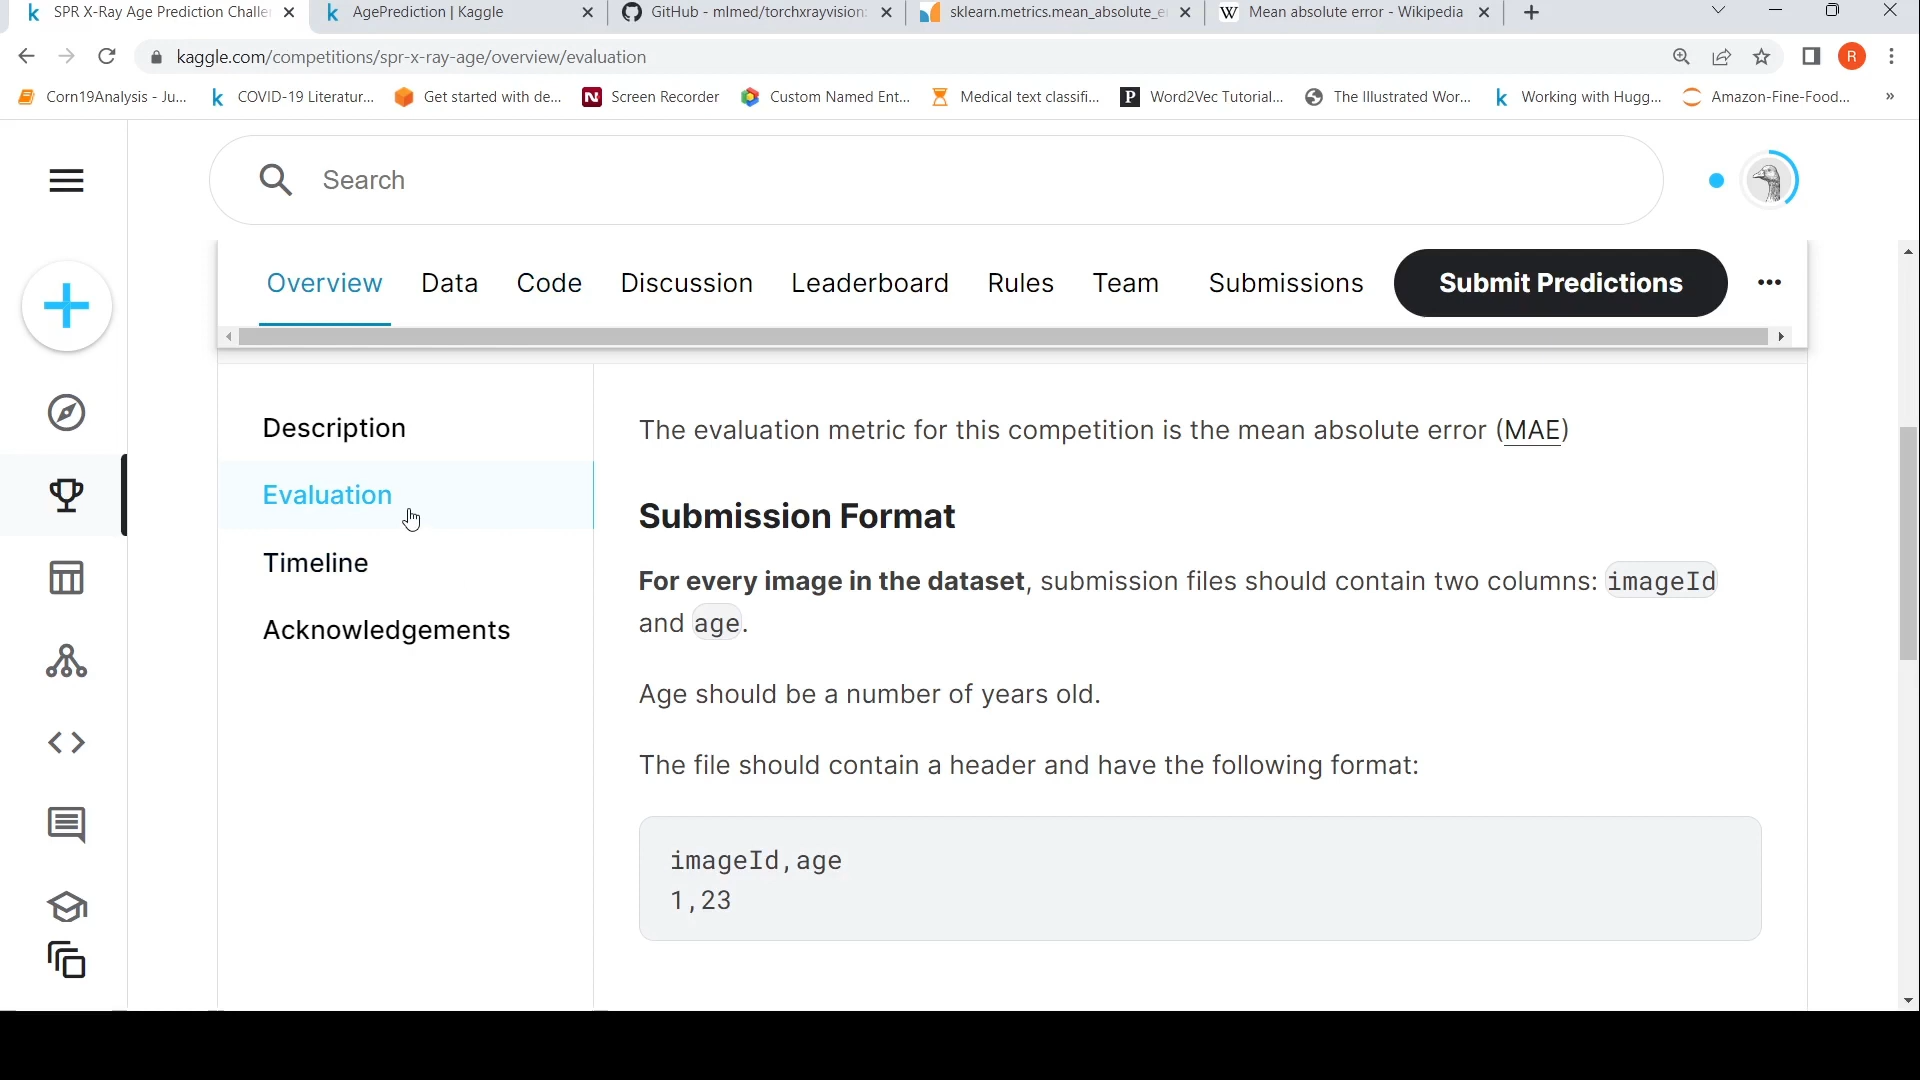 SPR X-Ray Age Prediction Challe
AgePrediction | Kaggle
GitHub - mlmed/torchxrayvision:
sklearn.metrics.mean_absolute_e
Mean absolute error - Wikipedia
kaggle.com/competitions/spr-x-ray-age/overview/evaluation
R
Corn19Analysis - Ju...
COVID-19 Literatur...
Get started with de...
Screen Recorder
Custom Named Ent...
Medical text classifi...
Word2Vec Tutorial...
The Illustrated Wor...
Working with Hugg...
Amazon-Fine-Food...
»
Search
Overview
Data
Code
Discussion
Leaderboard
Rules
Team
Submissions
Submit Predictions
Description
Evaluation
Timeline
Acknowledgements
The evaluation metric for this competition is the mean absolute error (MAE)
Submission Format
For every image in the dataset, submission files should contain two columns: imageId
and age.
Age should be a number of years old.
The file should contain a header and have the following format:
imageId,age
1,23